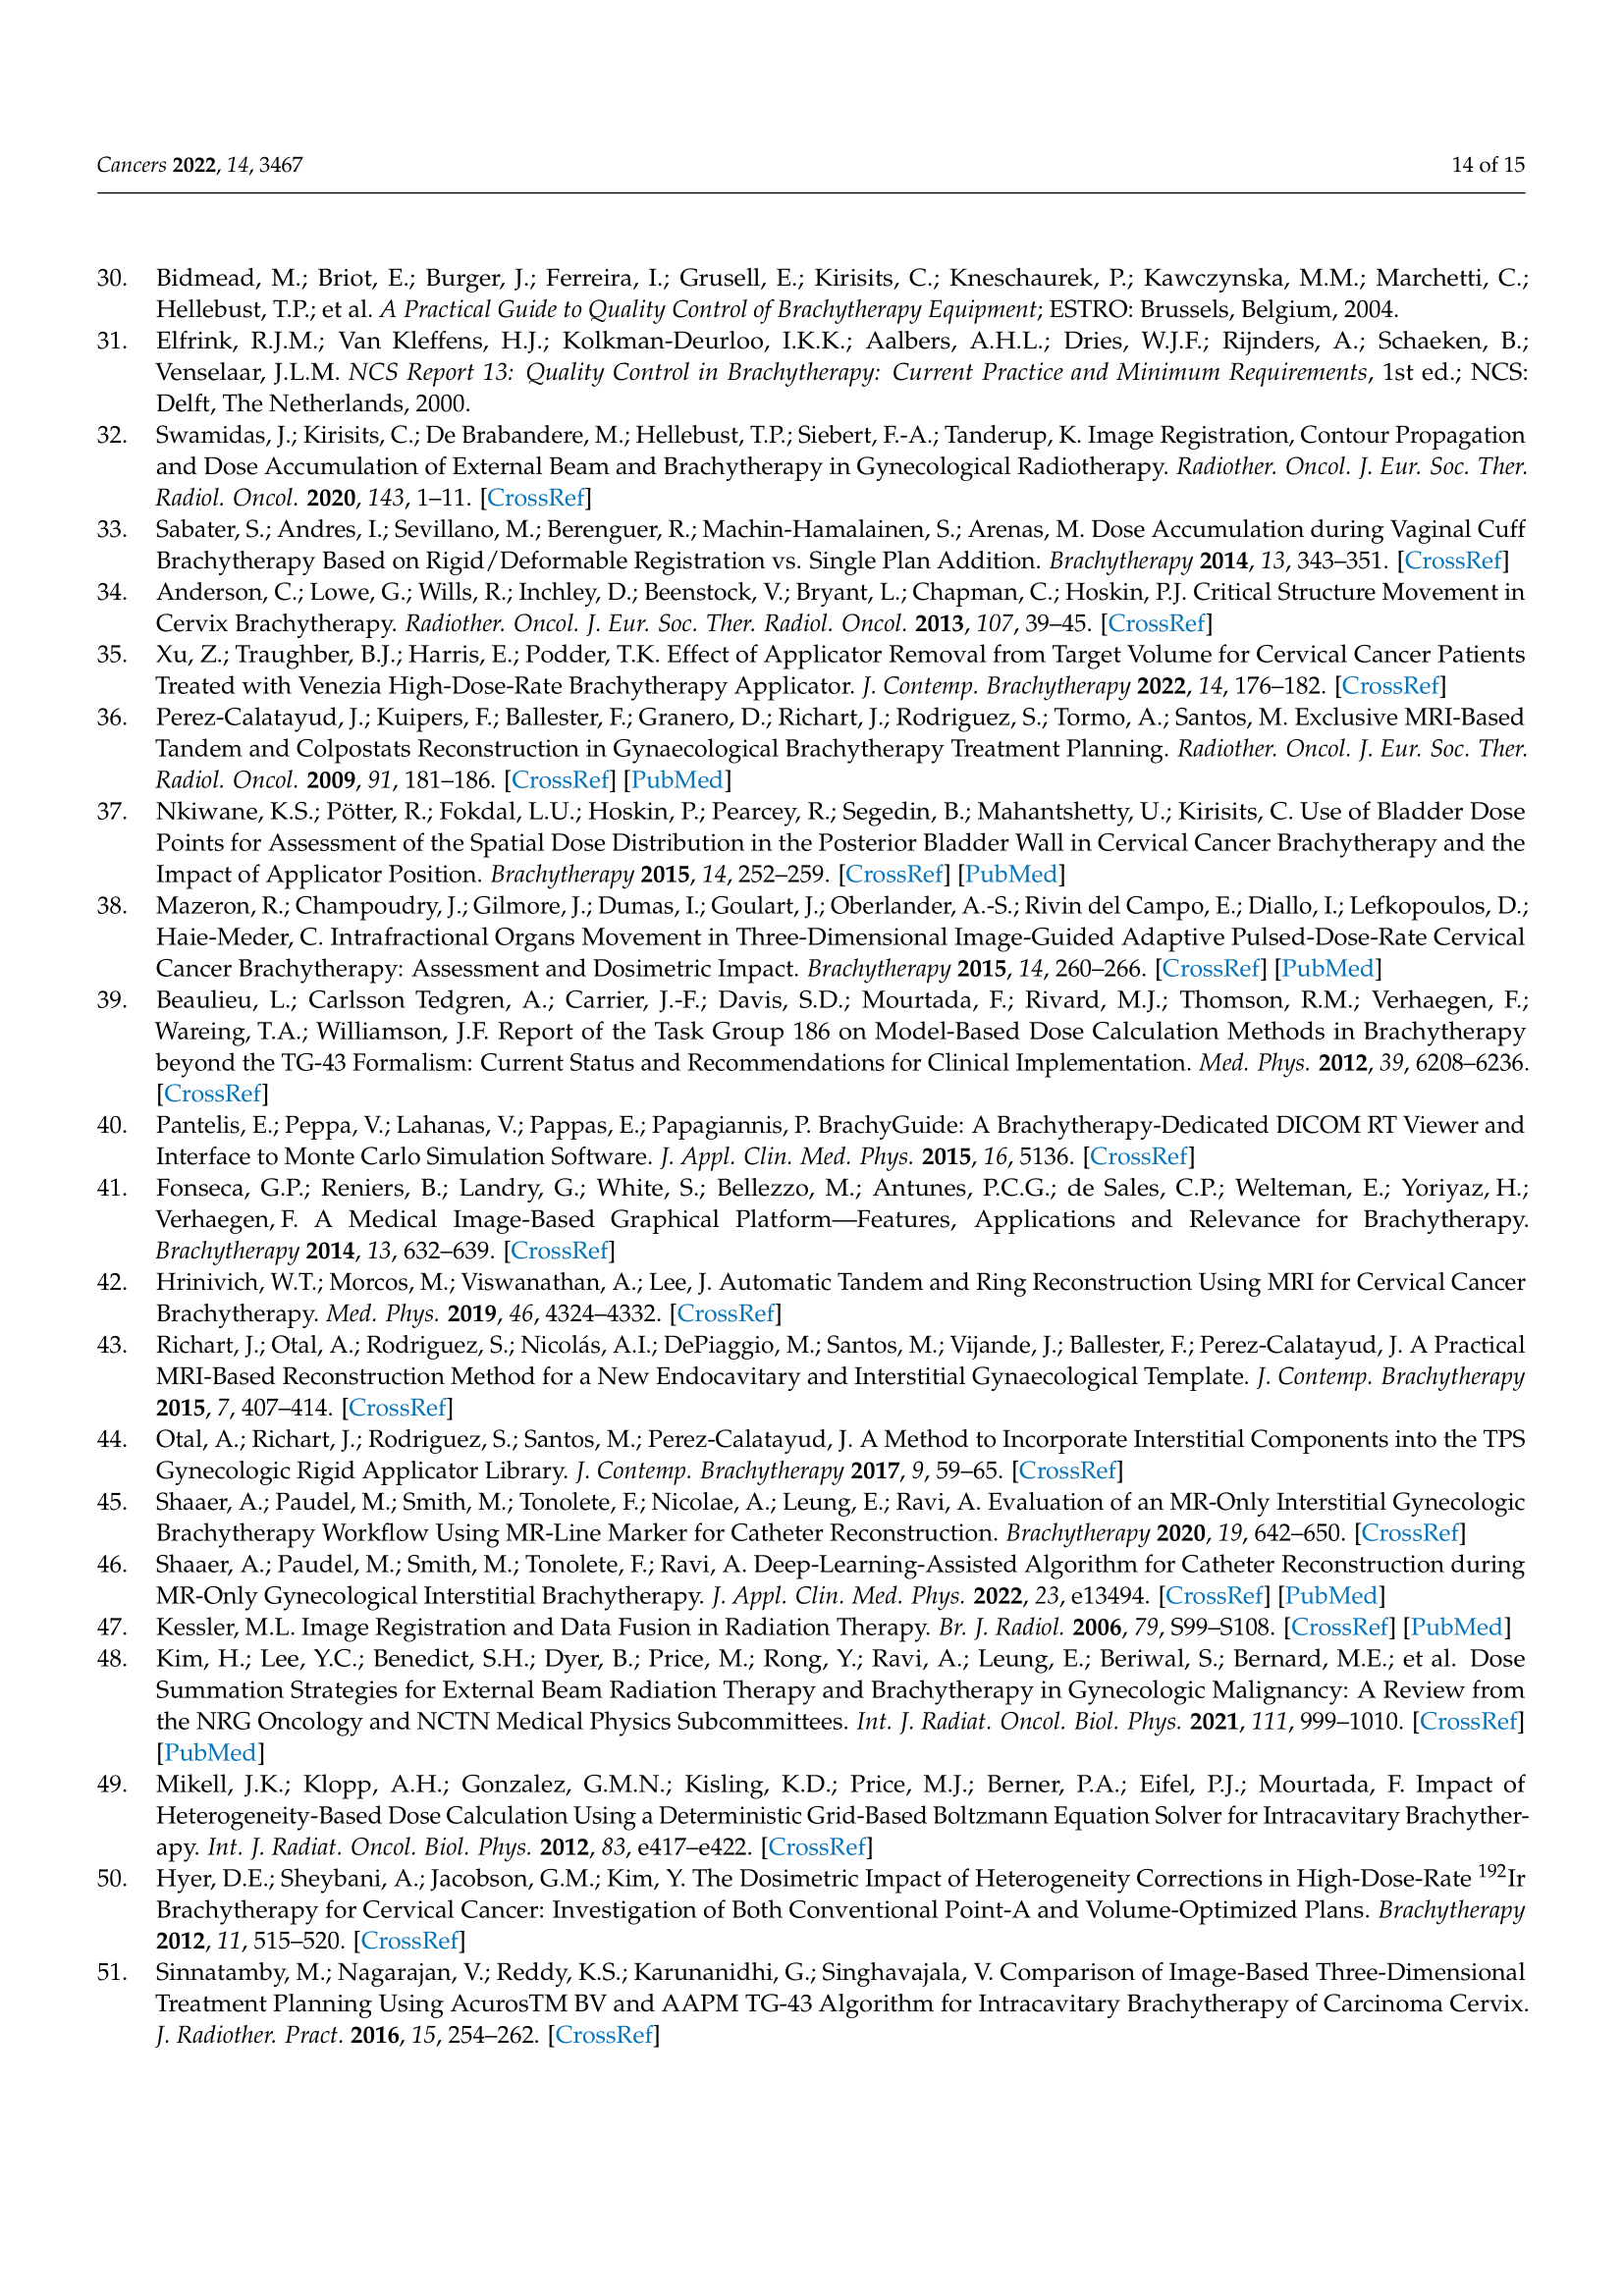 Cancers 2022, 14, 3467
14 of 15
30. Bidmead, M.; Briot, E.; Burger, J.; Ferreira, I.; Grusell, E.; Kirisits, C.; Kneschaurek, P.; Kawczynska, M.M.; Marchetti, C.;
Hellebust, T.P.; et al. A Practical Guide to Quality Control of Brachytherapy Equipment; ESTRO: Brussels, Belgium, 2004.
31. Elfrink, R.J.M.; Van Kleffens, H.J.; Kolkman-Deurloo, I.K.K.; Aalbers, A.H.L.; Dries, W.J.F.; Rijnders, A.; Schaeken, B.;
Venselaar, J.L.M. NCS Report 13: Quality Control in Brachytherapy: Current Practice and Minimum Requirements, 1st ed.; NCS:
Delft, The Netherlands, 2000.
32. Swamidas, J.; Kirisits, C.; De Brabandere, M.; Hellebust, T.P.; Siebert, F.-A.; Tanderup, K. Image Registration, Contour Propagation
and Dose Accumulation of External Beam and Brachytherapy in Gynecological Radiotherapy. Radiother. Oncol. J. Eur. Soc. Ther.
Radiol. Oncol. 2020, 143, 1–11. [CrossRef]
33. Sabater, S.; Andres, I.; Sevillano, M.; Berenguer, R.; Machin-Hamalainen, S.; Arenas, M. Dose Accumulation during Vaginal Cuff
Brachytherapy Based on Rigid/Deformable Registration vs. Single Plan Addition. Brachytherapy 2014, 13, 343–351. [CrossRef]
34. Anderson, C.; Lowe, G.; Wills, R.; Inchley, D.; Beenstock, V.; Bryant, L.; Chapman, C.; Hoskin, P.J. Critical Structure Movement in
Cervix Brachytherapy. Radiother. Oncol. J. Eur. Soc. Ther. Radiol. Oncol. 2013, 107, 39–45. [CrossRef]
35. Xu, Z.; Traughber, B.J.; Harris, E.; Podder, T.K. Effect of Applicator Removal from Target Volume for Cervical Cancer Patients
Treated with Venezia High-Dose-Rate Brachytherapy Applicator. J. Contemp. Brachytherapy 2022, 14, 176–182. [CrossRef]
36. Perez-Calatayud, J.; Kuipers, F.; Ballester, F.; Granero, D.; Richart, J.; Rodriguez, S.; Tormo, A.; Santos, M. Exclusive MRI-Based
Tandem and Colpostats Reconstruction in Gynaecological Brachytherapy Treatment Planning. Radiother. Oncol. J. Eur. Soc. Ther.
Radiol. Oncol. 2009, 91, 181–186. [CrossRef] [PubMed]
37. Nkiwane, K.S.; Pötter, R.; Fokdal, L.U.; Hoskin, P.; Pearcey, R.; Segedin, B.; Mahantshetty, U.; Kirisits, C. Use of Bladder Dose
Points for Assessment of the Spatial Dose Distribution in the Posterior Bladder Wall in Cervical Cancer Brachytherapy and the
Impact of Applicator Position. Brachytherapy 2015, 14, 252–259. [CrossRef] [PubMed]
38. Mazeron, R.; Champoudry, J.; Gilmore, J.; Dumas, I.; Goulart, J.; Oberlander, A.-S.; Rivin del Campo, E.; Diallo, I.; Lefkopoulos, D.;
Haie-Meder, C. Intrafractional Organs Movement in Three-Dimensional Image-Guided Adaptive Pulsed-Dose-Rate Cervical
Cancer Brachytherapy: Assessment and Dosimetric Impact. Brachytherapy 2015, 14, 260–266. [CrossRef] [PubMed]
39. Beaulieu, L.; Carlsson Tedgren, A.; Carrier, J.-F.; Davis, S.D.; Mourtada, F.; Rivard, M.J.; Thomson, R.M.; Verhaegen, F.;
Wareing, T.A.; Williamson, J.F. Report of the Task Group 186 on Model-Based Dose Calculation Methods in Brachytherapy
beyond the TG-43 Formalism: Current Status and Recommendations for Clinical Implementation. Med. Phys. 2012, 39, 6208–6236.
[CrossRef]
40. Pantelis, E.; Peppa, V.; Lahanas, V.; Pappas, E.; Papagiannis, P. BrachyGuide: A Brachytherapy-Dedicated DICOM RT Viewer and
Interface to Monte Carlo Simulation Software. J. Appl. Clin. Med. Phys. 2015, 16, 5136. [CrossRef]
41. Fonseca, G.P.; Reniers, B.; Landry, G.; White, S.; Bellezzo, M.; Antunes, P.C.G.; de Sales, C.P.; Welteman, E.; Yoriyaz, H.;
Verhaegen, F. A Medical Image-Based Graphical Platform—Features, Applications and Relevance for Brachytherapy.
Brachytherapy 2014, 13, 632–639. [CrossRef]
42. Hrinivich, W.T.; Morcos, M.; Viswanathan, A.; Lee, J. Automatic Tandem and Ring Reconstruction Using MRI for Cervical Cancer
Brachytherapy. Med. Phys. 2019, 46, 4324–4332. [CrossRef]
43. Richart, J.; Otal, A.; Rodriguez, S.; Nicolás, A.I.; DePiaggio, M.; Santos, M.; Vijande, J.; Ballester, F.; Perez-Calatayud, J. A Practical
MRI-Based Reconstruction Method for a New Endocavitary and Interstitial Gynaecological Template. J. Contemp. Brachytherapy
2015, 7, 407–414. [CrossRef]
44. Otal, A.; Richart, J.; Rodriguez, S.; Santos, M.; Perez-Calatayud, J. A Method to Incorporate Interstitial Components into the TPS
Gynecologic Rigid Applicator Library. J. Contemp. Brachytherapy 2017, 9, 59–65. [CrossRef]
45. Shaaer, A.; Paudel, M.; Smith, M.; Tonolete, F.; Nicolae, A.; Leung, E.; Ravi, A. Evaluation of an MR-Only Interstitial Gynecologic
Brachytherapy Workflow Using MR-Line Marker for Catheter Reconstruction. Brachytherapy 2020, 19, 642–650. [CrossRef]
46. Shaaer, A.; Paudel, M.; Smith, M.; Tonolete, F.; Ravi, A. Deep-Learning-Assisted Algorithm for Catheter Reconstruction during
MR-Only Gynecological Interstitial Brachytherapy. J. Appl. Clin. Med. Phys. 2022, 23, e13494. [CrossRef] [PubMed]
47. Kessler, M.L. Image Registration and Data Fusion in Radiation Therapy. Br. J. Radiol. 2006, 79, S99–S108. [CrossRef] [PubMed]
48. Kim, H.; Lee, Y.C.; Benedict, S.H.; Dyer, B.; Price, M.; Rong, Y.; Ravi, A.; Leung, E.; Beriwal, S.; Bernard, M.E.; et al. Dose
Summation Strategies for External Beam Radiation Therapy and Brachytherapy in Gynecologic Malignancy: A Review from
the NRG Oncology and NCTN Medical Physics Subcommittees. Int. J. Radiat. Oncol. Biol. Phys. 2021, 111, 999–1010. [CrossRef]
[PubMed]
49. Mikell, J.K.; Klopp, A.H.; Gonzalez, G.M.N.; Kisling, K.D.; Price, M.J.; Berner, P.A.; Eifel, P.J.; Mourtada, F. Impact of
Heterogeneity-Based Dose Calculation Using a Deterministic Grid-Based Boltzmann Equation Solver for Intracavitary Brachyther-
apy. Int. J. Radiat. Oncol. Biol. Phys. 2012, 83, e417–e422. [CrossRef]
50. Hyer, D.E.; Sheybani, A.; Jacobson, G.M.; Kim, Y. The Dosimetric Impact of Heterogeneity Corrections in High-Dose-Rate ¹⁹²Ir
Brachytherapy for Cervical Cancer: Investigation of Both Conventional Point-A and Volume-Optimized Plans. Brachytherapy
2012, 11, 515–520. [CrossRef]
51. Sinnatamby, M.; Nagarajan, V.; Reddy, K.S.; Karunanidhi, G.; Singhavajala, V. Comparison of Image-Based Three-Dimensional
Treatment Planning Using AcurosTM BV and AAPM TG-43 Algorithm for Intracavitary Brachytherapy of Carcinoma Cervix.
J. Radiother. Pract. 2016, 15, 254–262. [CrossRef]